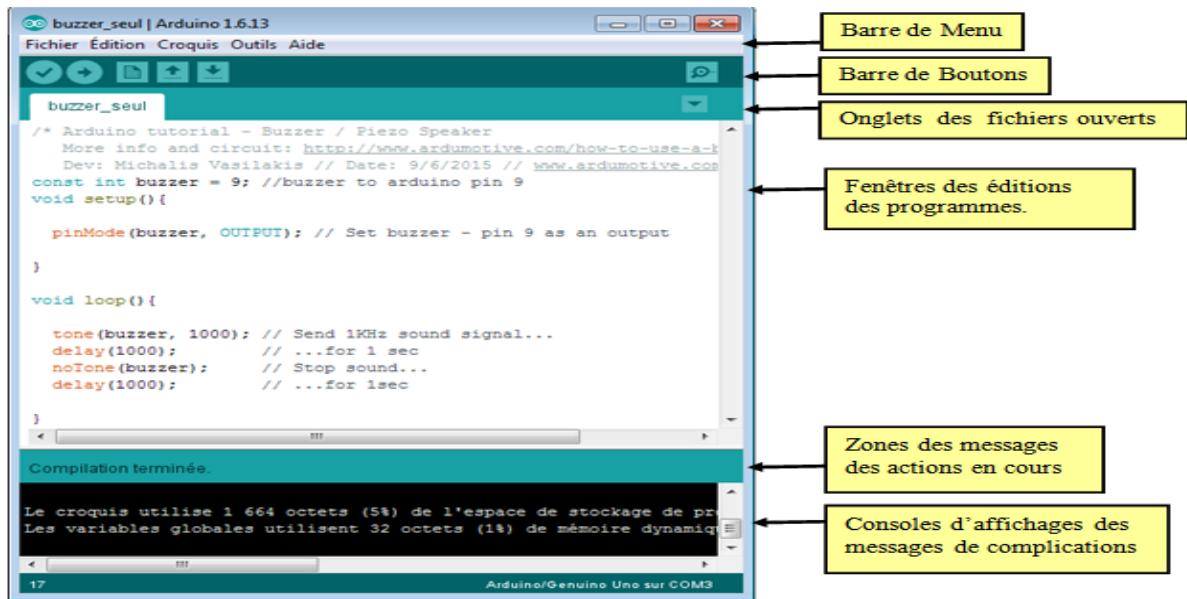 buzzer_seul | Arduino 1.6.13
Fichier Édition Croquis Outils Aide
Barre de Menu
Barre de Boutons
buzzer_seul
Onglets des fichiers ouverts
/* Arduino tutorial - Buzzer / Piezo Speaker
More info and circuit: http://www.ardumotive.com/how-to-use-a-b
Dev: Michalis Vasilakis // Date: 9/6/2015 // www.ardumotive.com
const int buzzer = 9; //buzzer to arduino pin 9
void setup(){
pinMode(buzzer, OUTPUT); // Set buzzer - pin 9 as an output
}
void loop(){
tone(buzzer, 1000); // Send 1KHz sound signal...
delay(1000); // ...for 1 sec
noTone(buzzer); // Stop sound...
delay(1000); // ...for 1sec
}
Fenêtres des éditions
des programmes.
Compilation terminée.
Zones des messages
des actions en cours
Le croquis utilise 1 664 octets (5%) de l'espace de stockage de pr
Les variables globales utilisent 32 octets (1%) de mémoire dynamiq
Consoles d'affichages des
messages de complications
17
Arduino/Genuino Uno sur COM3